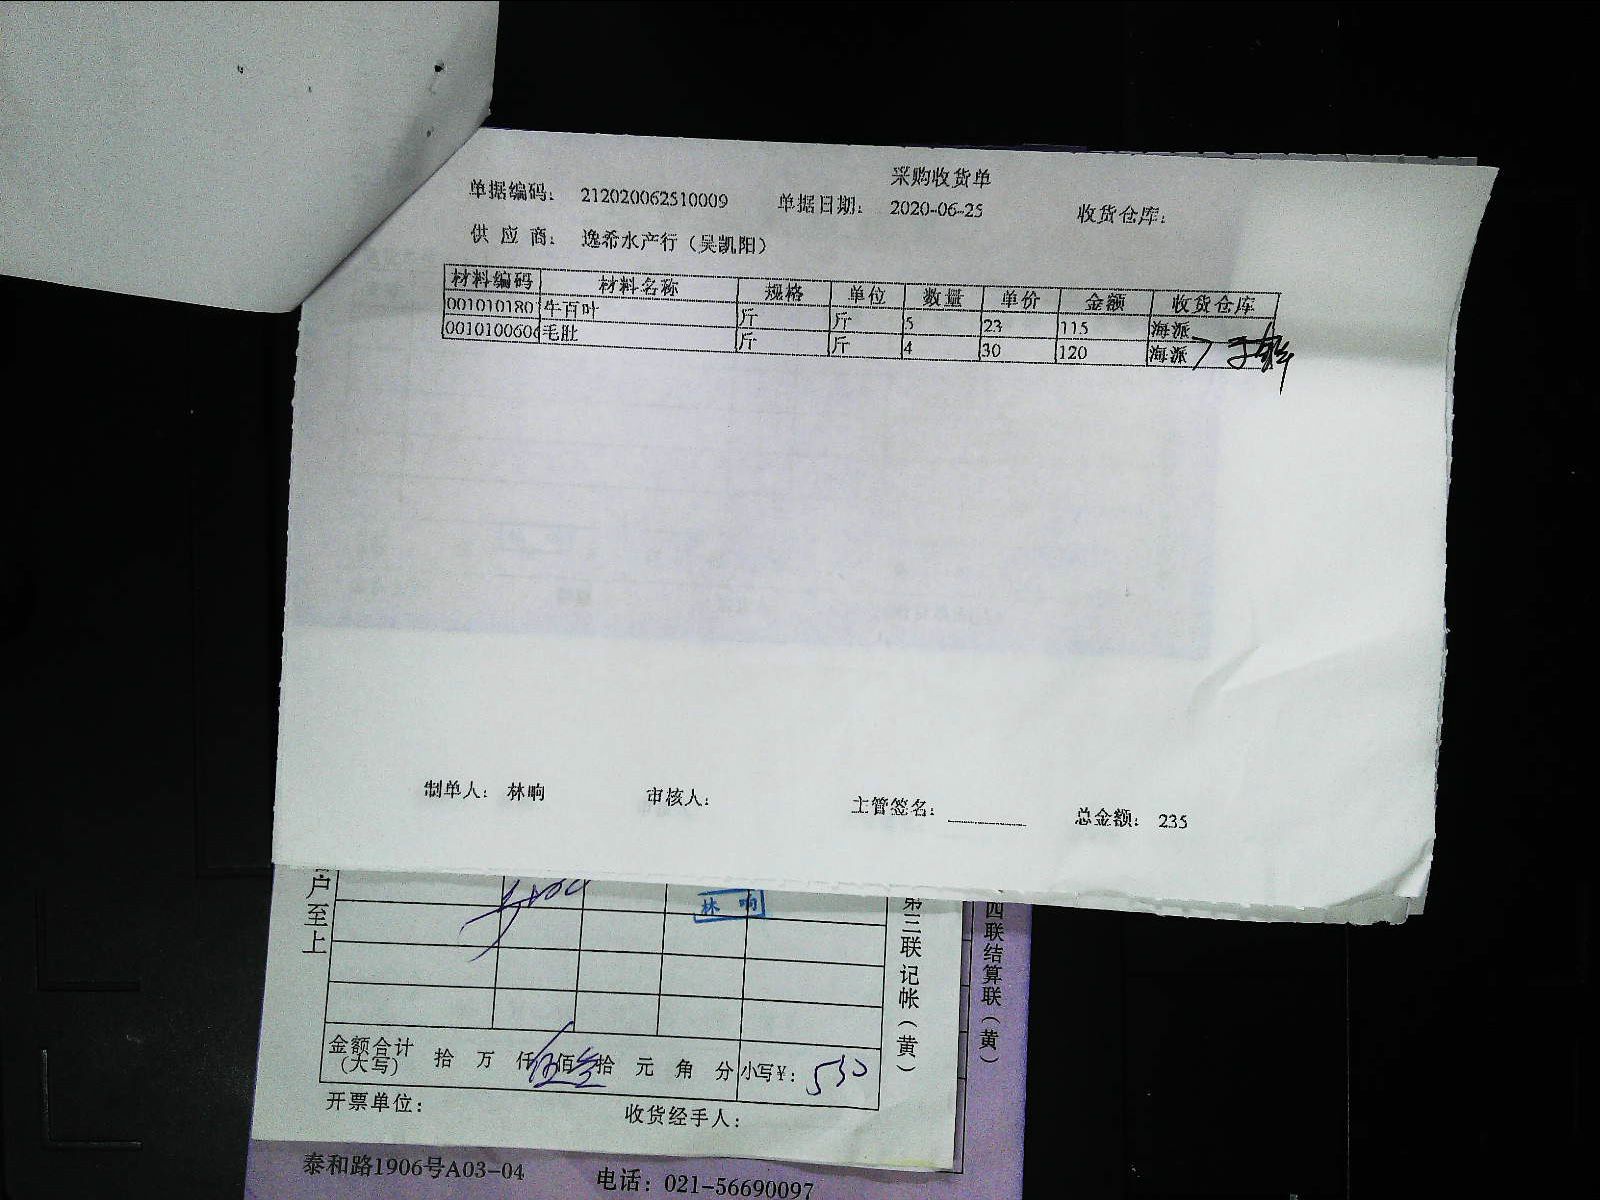 采购收货单
单据编码： 212020062510009 单据日期： 2020-06-25 收货仓库：
供 应 商： 逸希水产行（吴凯阳）
材料编码 材料名称 规格 单位 数量 单价 金额 收货仓库
001010180 牛百叶 斤 斤 5 23 115 海派
001010060 毛肚 斤 斤 4 30 120 海派
制单人： 林响 审核人： 主管签名： 总金额： 235
户至上
林 响
第三联记帐（黄）
四联结算联（黄）
金额合计（大写） 拾 万 仟伍佰叁拾 元 角 分 小写￥： 530
开票单位： 收货经手人：
泰和路1906号A03-04 电话：021-56690097